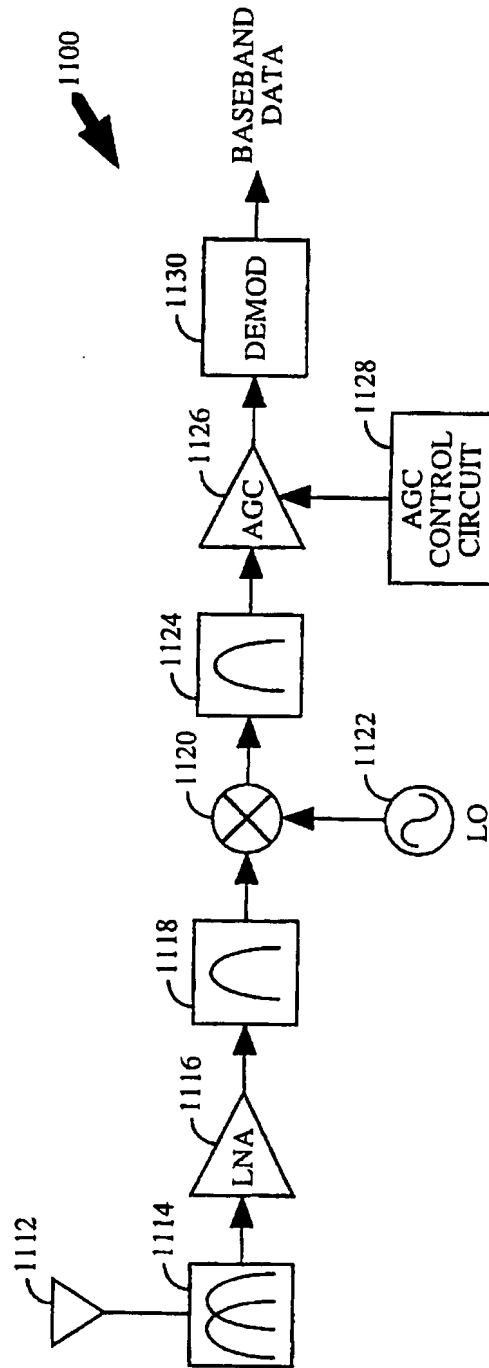 1100
1112
1114
LNA
1116
1118
1120
LO
1122
1124
AGC
1126
AGC
CONTROL
CIRCUIT
1128
DEMOD
1130
BASEBAND
DATA